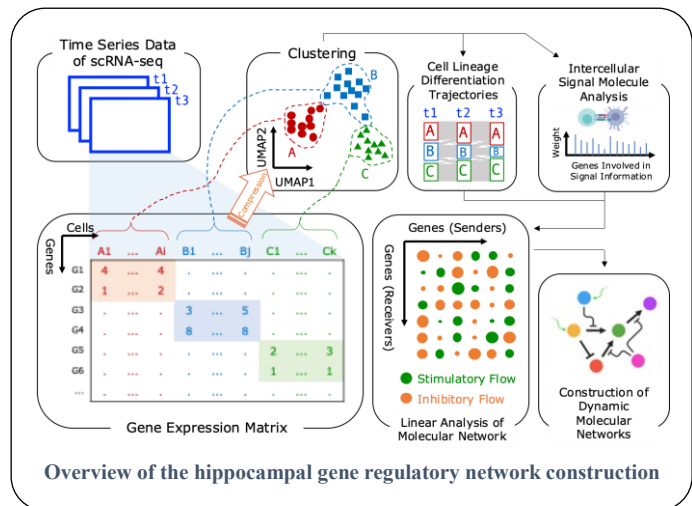 Time Series Data
of scRNA-seq
t1
t2
t3
Clustering
B
A
C
UMAP2
UMAP1
Compression
Cell Lineage
Differentiation
Trajectories
t1 t2 t3
A A A
B B B
C C C
Intercellular
Signal Molecule
Analysis
Weight
Genes Involved in
Signal Information
Cells
Genes
A1 ... Ai B1 ... Bj C1 ... Ck
G1 4 ... 4 . . . . . .
G2 1 ... 2 . . . . . .
G3 . . . 3 ... 5 . . .
G4 . . . 8 ... 8 . . .
G5 . . . . . . 2 ... 3
G6 . . . . . . 1 ... 1
... . . . . . . . . .
Gene Expression Matrix
Genes (Senders)
Genes (Receivers)
Stimulatory Flow
Inhibitory Flow
Linear Analysis of
Molecular Network
Construction of
Dynamic
Molecular
Networks
Overview of the hippocampal gene regulatory network construction